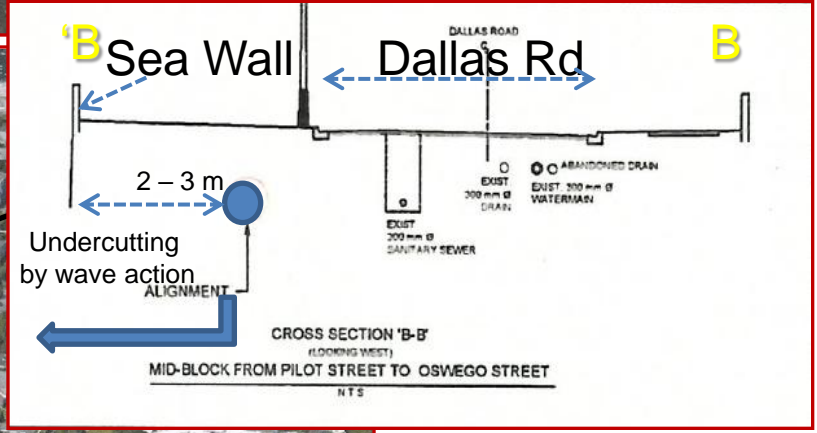 'B
Sea Wall
Dallas Rd
B
DALLAS ROAD
2 – 3 m
EXIST
300 mm Ø
DRAIN
ABANDONED DRAIN
EXIST. 300 mm Ø
WATERMAIN
EXIST
200 mm Ø
SANITARY SEWER
Undercutting
by wave action
ALIGNMENT
CROSS SECTION 'B-B'
(LOOKING WEST)
MID-BLOCK FROM PILOT STREET TO OSWEGO STREET
NTS